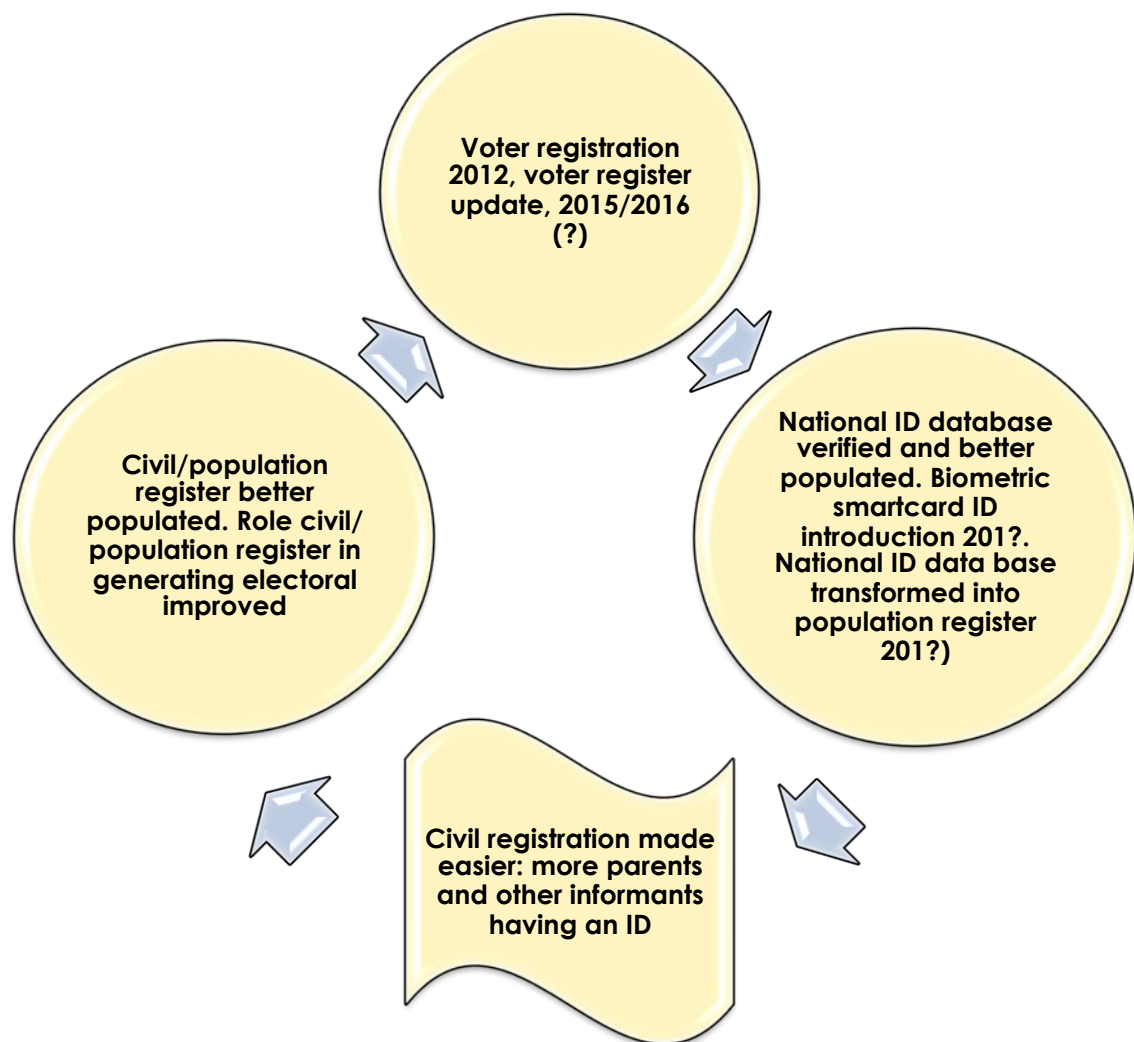 Voter registration
2012, voter register
update, 2015/2016
(?)
National ID database
verified and better
populated. Biometric
smartcard ID
introduction 201?.
National ID data base
transformed into
population register
201?)
Civil registration made
easier: more parents
and other informants
having an ID
Civil/population
register better
populated. Role civil/
population register in
generating electoral
improved